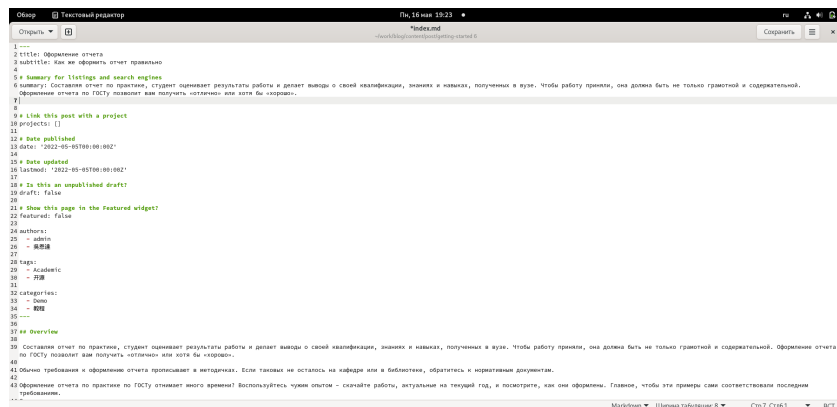 Обзор Текстовый редактор Пн, 16 мая 19:23 ru
Открыть *index.md Сохранить
~/work/blog/content/post/getting-started II
1 ---
2 title: Оформление отчета
3 subtitle: Как же оформить отчет правильно
4
5 # Summary for listings and search engines
6 summary: Составляя отчет по практике, студент оценивает результаты работы и делает выводы о своей квалификации, знаниях и навыках, полученных в вузе. Чтобы работу приняли, она должна быть не только грамотной и содержательной.
Оформление отчета по ГОСТу позволит вам получить «отлично» или хотя бы «хорошо».
7
8
9 # Link this post with a project
10 projects: []
11
12 # Date published
13 date: '2022-05-05T00:00:00Z'
14
15 # Date updated
16 lastmod: '2022-05-05T00:00:00Z'
17
18 # Is this an unpublished draft?
19 draft: false
20
21 # Show this page in the Featured widget?
22 featured: false
23
24 authors:
25 - admin
26 - 吳恩達
27
28 tags:
29 - Academic
30 - 开源
31
32 categories:
33 - Demo
34 - 教程
35 ---
36
37 ## Overview
38
39 Составляя отчет по практике, студент оценивает результаты работы и делает выводы о своей квалификации, знаниях и навыках, полученных в вузе. Чтобы работу приняли, она должна быть не только грамотной и содержательной. Оформление отчета
по ГОСТу позволит вам получить «отлично» или хотя бы «хорошо».
40
41 Обычно требования к оформлению отчета прописывают в методичках. Если таковых не осталось на кафедре или в библиотеке, обратитесь к нормативным документам.
42
43 Оформление отчета по практике по ГОСТу отнимает много времени? Воспользуйтесь чужим опытом – скачайте работы, актуальные на текущий год, и посмотрите, как они оформлены. Главное, чтобы эти примеры сами соответствовали последним
требованиям.
Markdown Ширина табуляции: 8 Стр 7, Стлб 1 ВСТ